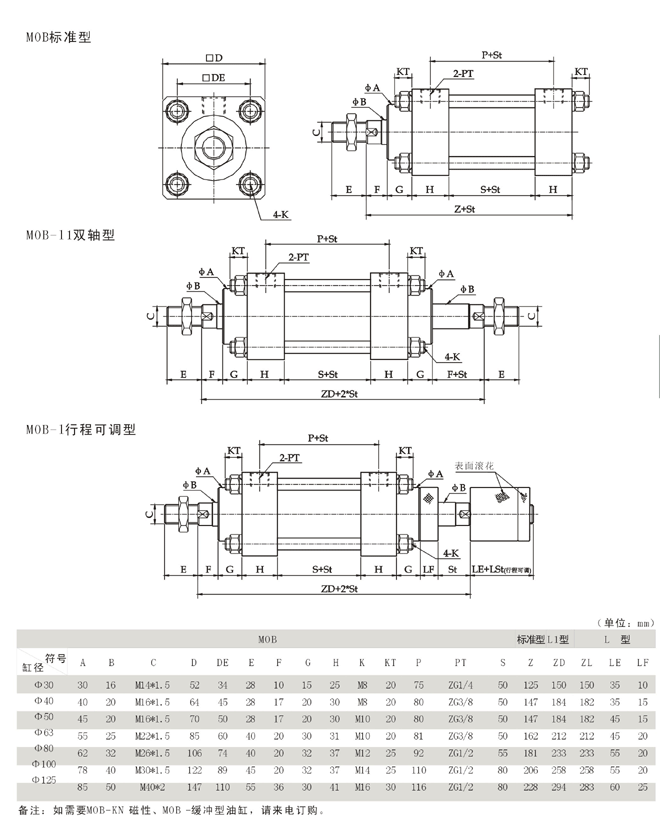 MOB标准型
□D
□DE
4-K
P+St
KT
2-PT
KT
ΦA
ΦB
C
E F G H S+St H
Z+St
MOB-11双轴型
P+St
KT
2-PT
KT
ΦA
ΦA
ΦB
ΦB
C
C
4-K
E F G H S+St H G F+St E
ZD+2*St
MOB-1行程可调型
P+St
KT
2-PT
KT
表面滚花
ΦA
ΦA
ΦB
ΦB
C
4-K
E F G H S+St H G LF St LE+LSt(行程可调)
ZD+2*St
(单位: mm)
MOB 标准型 L1型 L 型
符号 缸径 A B C D DE E F G H K KT P PT S Z ZD ZL LE LF
Φ30 30 16 M14*1.5 52 34 28 10 15 25 M8 20 75 ZG1/4 50 125 150 150 35 10
Φ40 40 20 M16*1.5 64 45 28 17 20 30 M8 20 80 ZG3/8 50 147 184 182 35 15
Φ50 45 20 M16*1.5 70 50 28 17 20 30 M10 20 80 ZG3/8 50 147 184 182 45 15
Φ63 55 25 M22*1.5 85 60 40 20 30 31 M10 20 81 ZG3/8 50 162 212 212 45 20
Φ80 62 32 M26*1.5 106 74 40 20 32 37 M12 25 92 ZG1/2 55 181 233 233 55 20
Φ100 78 40 M30*1.5 122 89 45 20 32 37 M14 25 110 ZG1/2 80 206 258 258 55 20
Φ125 85 50 M40*2 147 110 55 36 30 41 M16 30 116 ZG1/2 80 228 294 283 60 25
备注: 如需要MOB-KN 磁性、MOB -缓冲型油缸, 请来电订购。